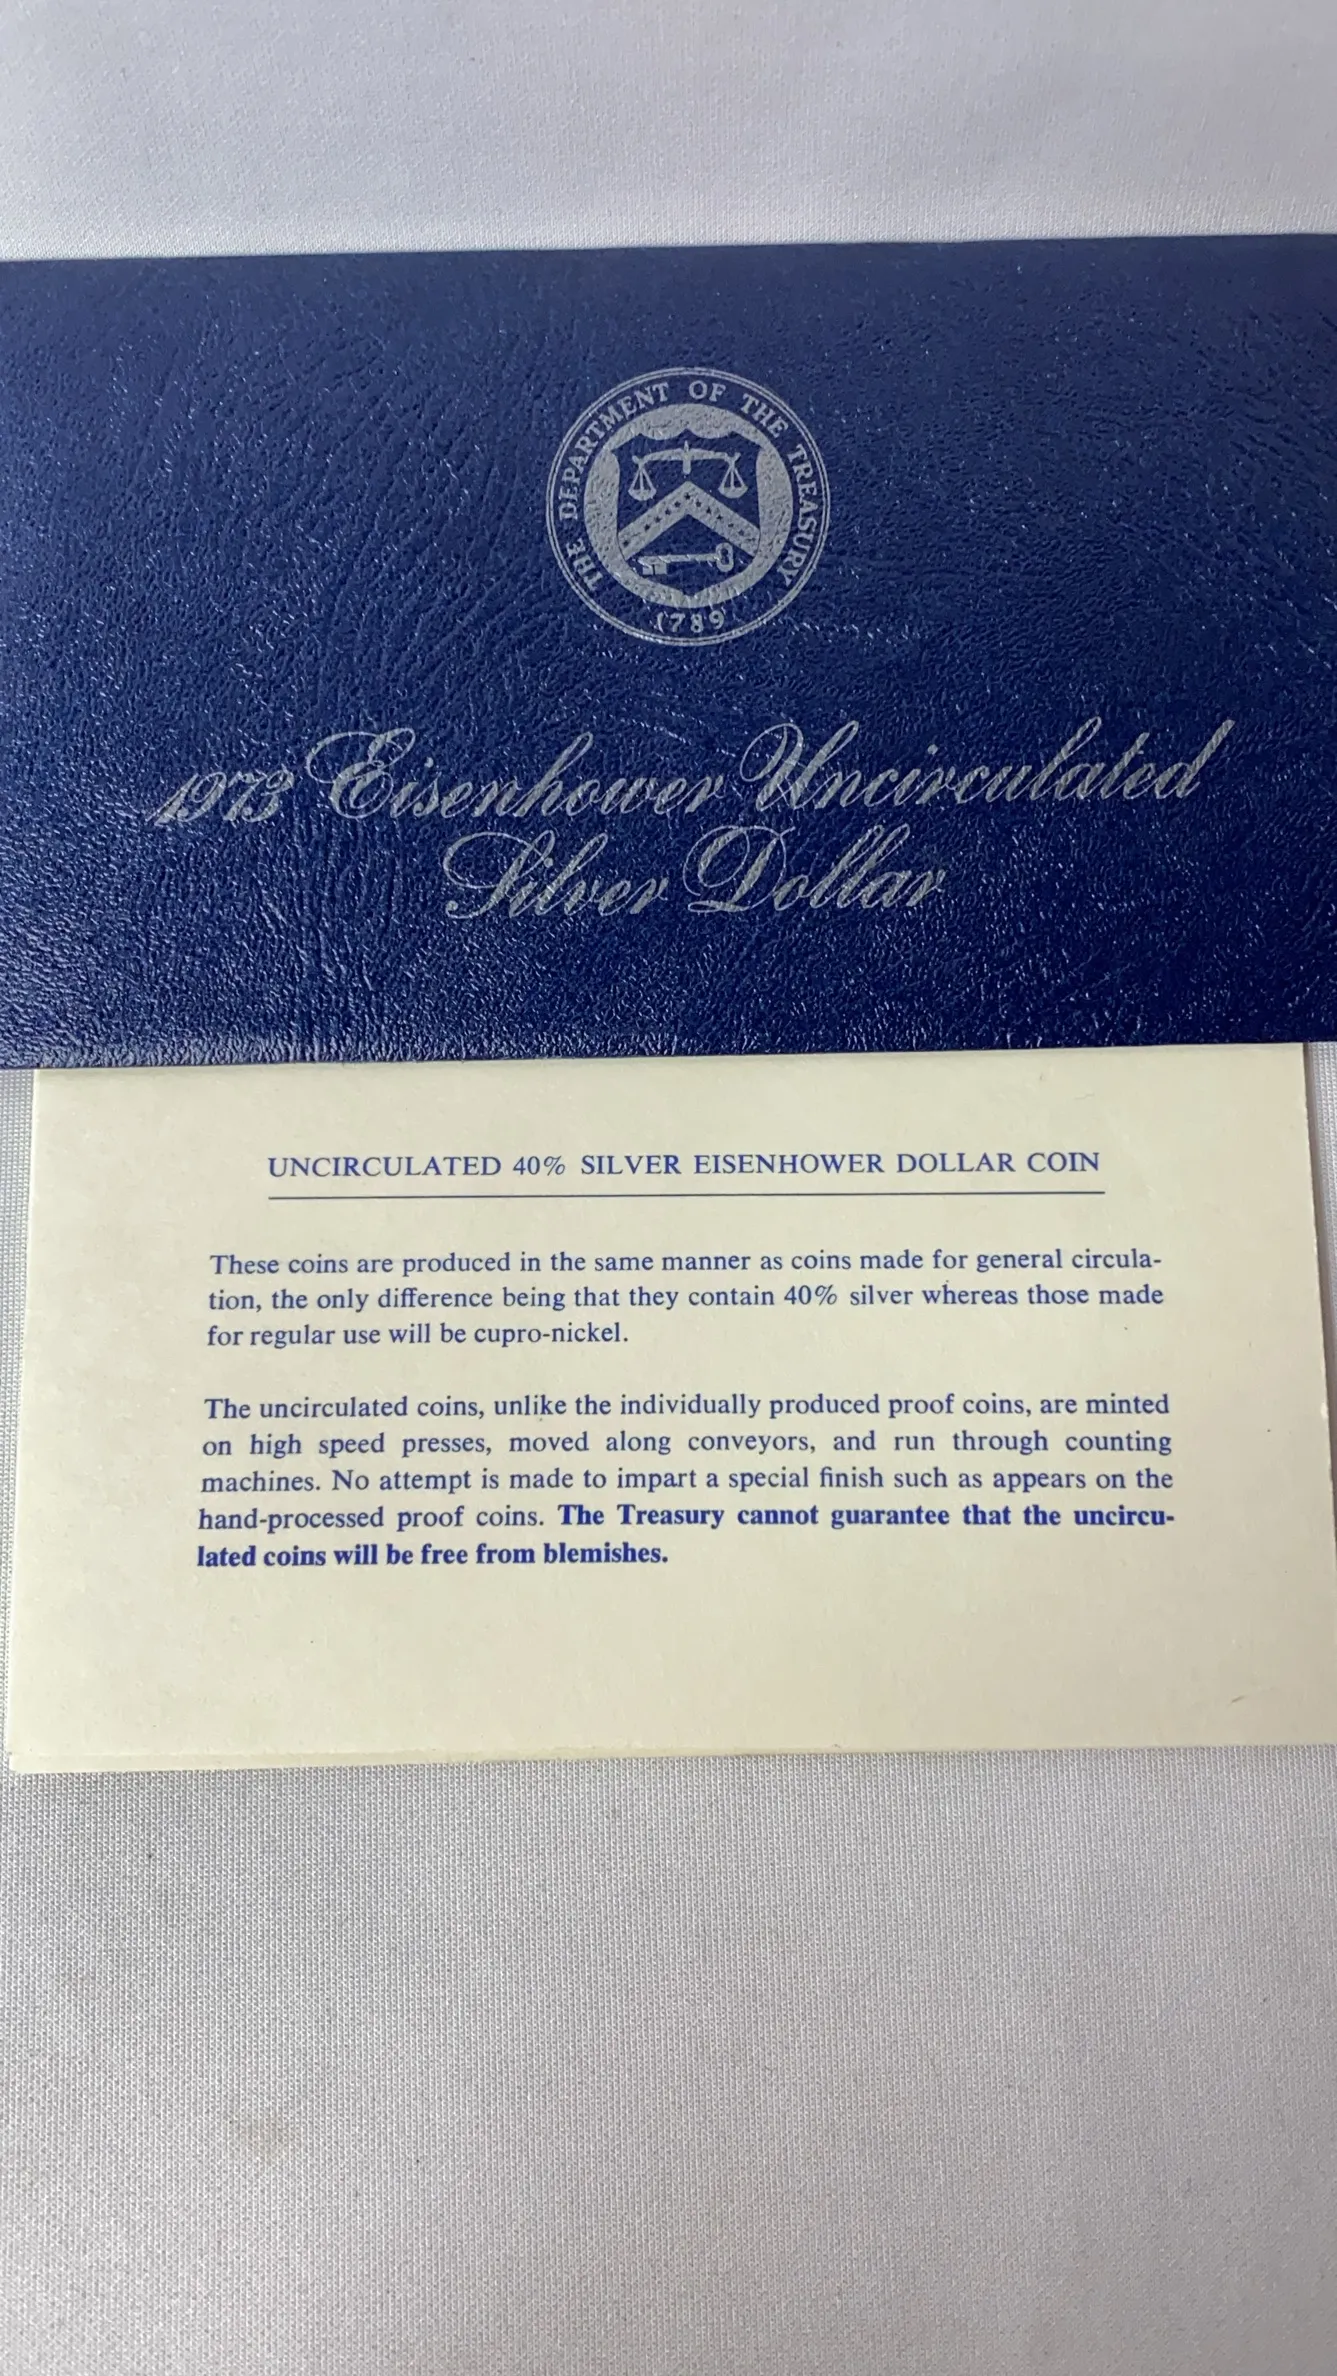 THE DEPARTMENT OF THE TREASURY
1789
1973 Eisenhower Uncirculated
Silver Dollar
UNCIRCULATED 40% SILVER EISENHOWER DOLLAR COIN
These coins are produced in the same manner as coins made for general circula-
tion, the only difference being that they contain 40% silver whereas those made
for regular use will be cupro-nickel.
The uncirculated coins, unlike the individually produced proof coins, are minted
on high speed presses, moved along conveyors, and run through counting
machines. No attempt is made to impart a special finish such as appears on the
hand-processed proof coins. The Treasury cannot guarantee that the uncircu-
lated coins will be free from blemishes.